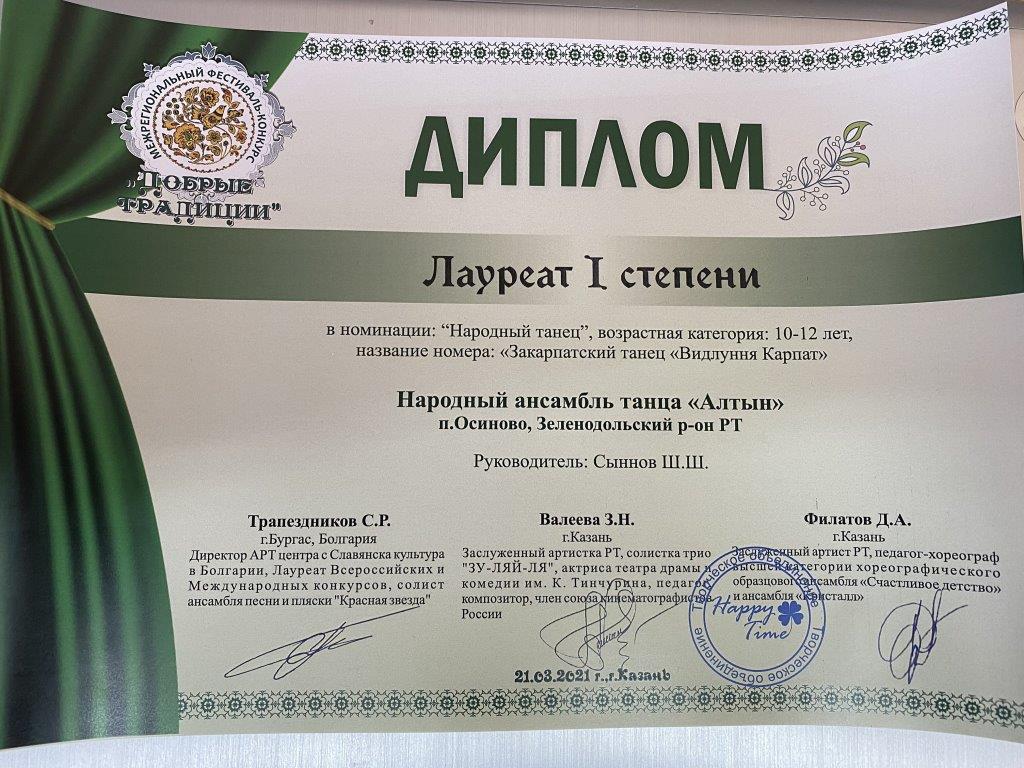 МЕЖРЕГИОНАЛЬНЫЙ ФЕСТИВАЛЬ-КОНКУРС
„ДОБРЫЕ
ТРАДИЦИИ"
ДИПЛОМ
Лауреат I степени
в номинации: “Народный танец”, возрастная категория: 10-12 лет,
название номера: «Закарпатский танец «Видлуння Карпат»
Народный ансамбль танца «Алтын»
п.Осиново, Зеленодольский р-он РТ
Руководитель: Сыннов Ш.Ш.
Трапездников С.Р.
г.Бургас, Болгария
Директор АРТ центра с Славянска культура
в Болгарии, Лауреат Всероссийских и
Международных конкурсов, солист
ансамбля песни и пляски "Красная звезда"
Валеева З.Н.
г.Казань
Заслуженный артистка РТ, солистка трио
"ЗУ-ЛЯЙ-ЛЯ", актриса театра драмы и
комедии им. К. Тинчурина, педагог
композитор, член союза кинематографистов
России
Филатов Д.А.
г.Казань
Заслуженный артист РТ, педагог-хореограф
высшей категории хореографического
образцового ансамбля «Счастливое детство»
и ансамбля «Кристалл»
Творческое объединение Творческое объединение
Happy
Time
21.03.2021 г.,г.Казань